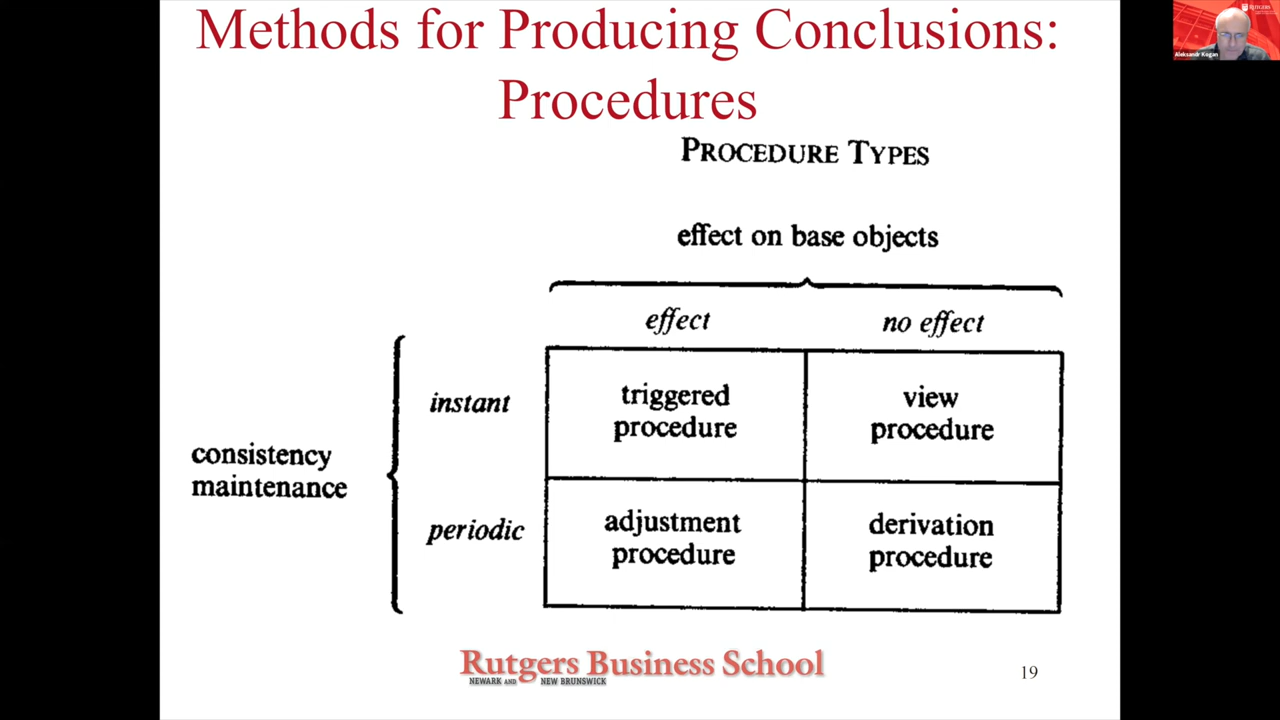 Methods for Producing Conclusions:
Procedures
PROCEDURE TYPES
effect on base objects
effect
no effect
instant
triggered
procedure
view
procedure
consistency
maintenance
periodic
adjustment
procedure
derivation
procedure
Rutgers Business School
NEWARK AND NEW BRUNSWICK
19
RUTGERS
Aleksandr Kogan